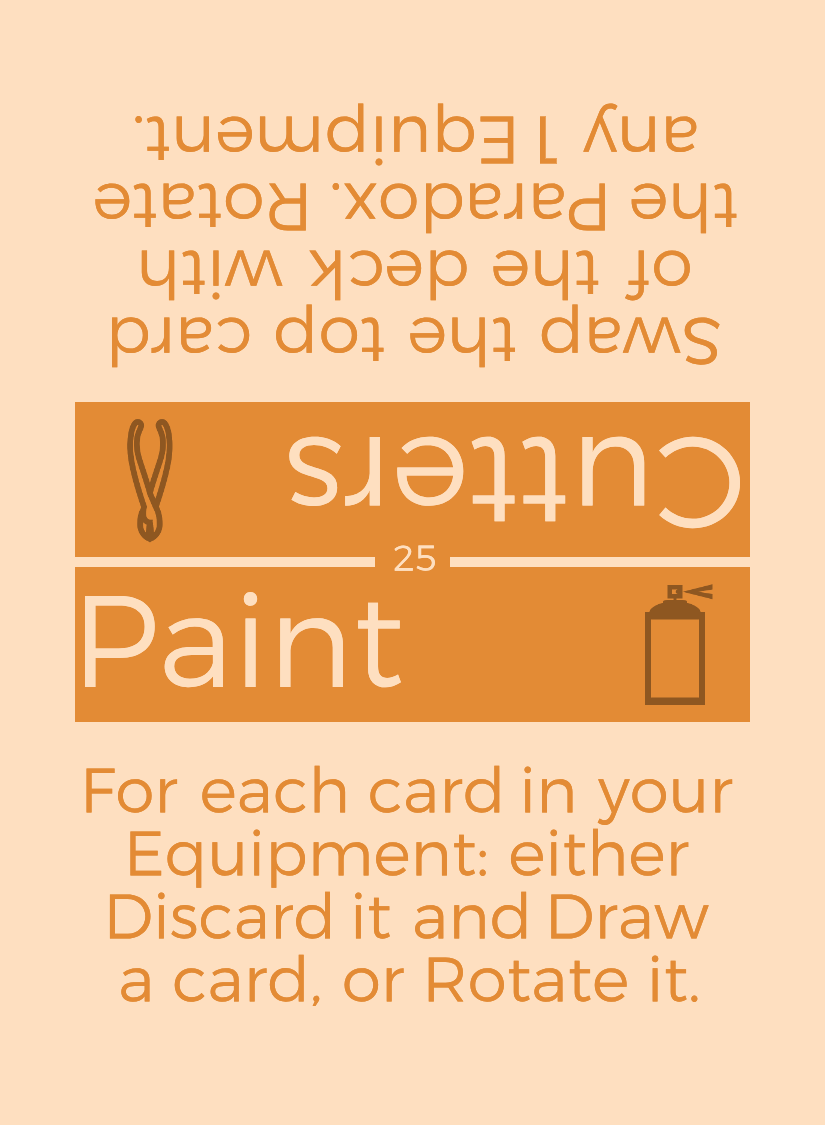 Swap the top card
of the deck with
the Paradox. Rotate
any 1 Equipment.
Cutters
25
Paint
For each card in your
Equipment: either
Discard it and Draw
a card, or Rotate it.